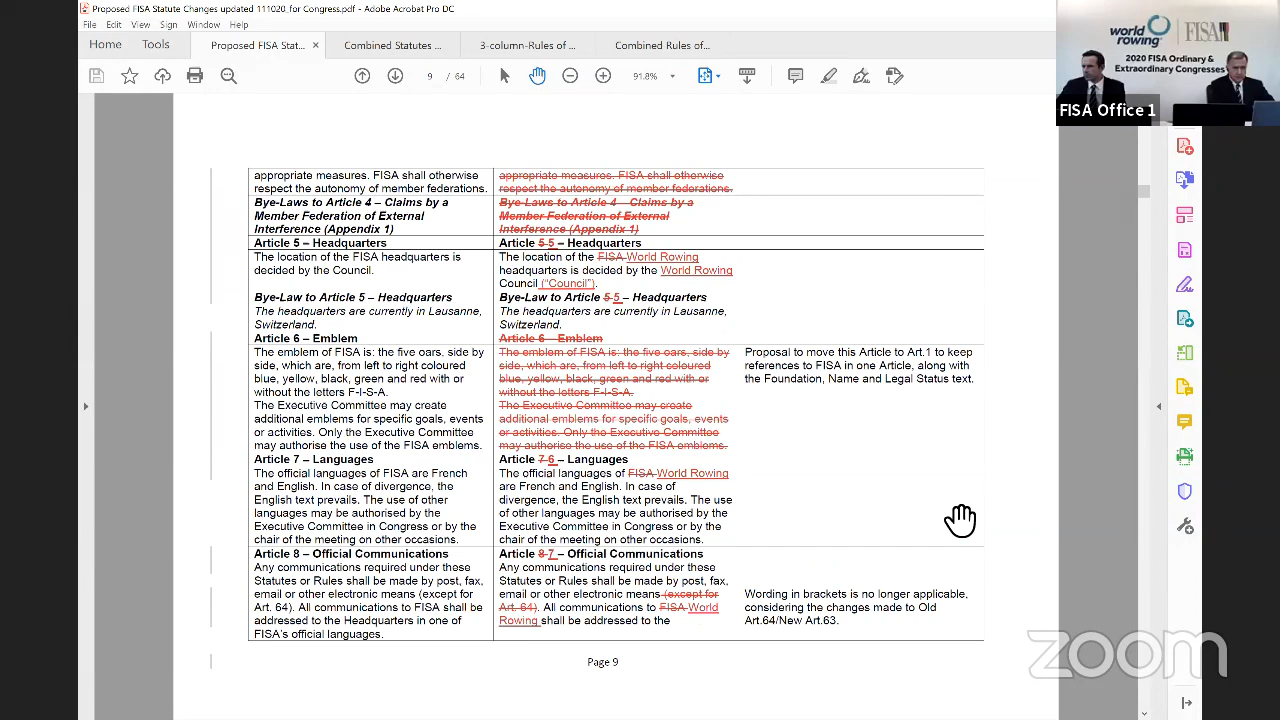 Proposed FISA Statute Changes updated 111020_for Congress.pdf - Adobe Acrobat Pro DC
File Edit View Sign Window Help
Home Tools Proposed FISA Stat... × Combined Statutes ... 3-column-Rules of ... Combined Rules of...
9 / 64 91.8%
world rowing FISA
2020 FISA Ordinary &
Extraordinary Congresses
FISA Office 1
appropriate measures. FISA shall otherwise
respect the autonomy of member federations.
Bye-Laws to Article 4 – Claims by a
Member Federation of External
Interference (Appendix 1)
Article 5 – Headquarters
The location of the FISA headquarters is
decided by the Council.
Bye-Law to Article 5 – Headquarters
The headquarters are currently in Lausanne,
Switzerland.
Article 6 – Emblem
The emblem of FISA is: the five oars, side by
side, which are, from left to right coloured
blue, yellow, black, green and red with or
without the letters F-I-S-A.
The Executive Committee may create
additional emblems for specific goals, events
or activities. Only the Executive Committee
may authorise the use of the FISA emblems.
Article 7 – Languages
The official languages of FISA are French
and English. In case of divergence, the
English text prevails. The use of other
languages may be authorised by the
Executive Committee in Congress or by the
chair of the meeting on other occasions.
Article 8 – Official Communications
Any communications required under these
Statutes or Rules shall be made by post, fax,
email or other electronic means (except for
Art. 64). All communications to FISA shall be
addressed to the Headquarters in one of
FISA's official languages.
appropriate measures. FISA shall otherwise
respect the autonomy of member federations.
Bye-Laws to Article 4 – Claims by a
Member Federation of External
Interference (Appendix 1)
Article 5 5 – Headquarters
The location of the FISA World Rowing
headquarters is decided by the World Rowing
Council ("Council").
Bye-Law to Article 5 5 – Headquarters
The headquarters are currently in Lausanne,
Switzerland.
Article 6 – Emblem
The emblem of FISA is: the five oars, side by
side, which are, from left to right coloured
blue, yellow, black, green and red with or
without the letters F-I-S-A.
The Executive Committee may create
additional emblems for specific goals, events
or activities. Only the Executive Committee
may authorise the use of the FISA emblems.
Article 7 6 – Languages
The official languages of FISA World Rowing
are French and English. In case of
divergence, the English text prevails. The use
of other languages may be authorised by the
Executive Committee in Congress or by the
chair of the meeting on other occasions.
Article 8 7 – Official Communications
Any communications required under these
Statutes or Rules shall be made by post, fax,
email or other electronic means (except for
Art. 64). All communications to FISA World
Rowing shall be addressed to the
Proposal to move this Article to Art.1 to keep
references to FISA in one Article, along with
the Foundation, Name and Legal Status text.
Wording in brackets is no longer applicable,
considering the changes made to Old
Art.64/New Art.63.
Page 9
zoom